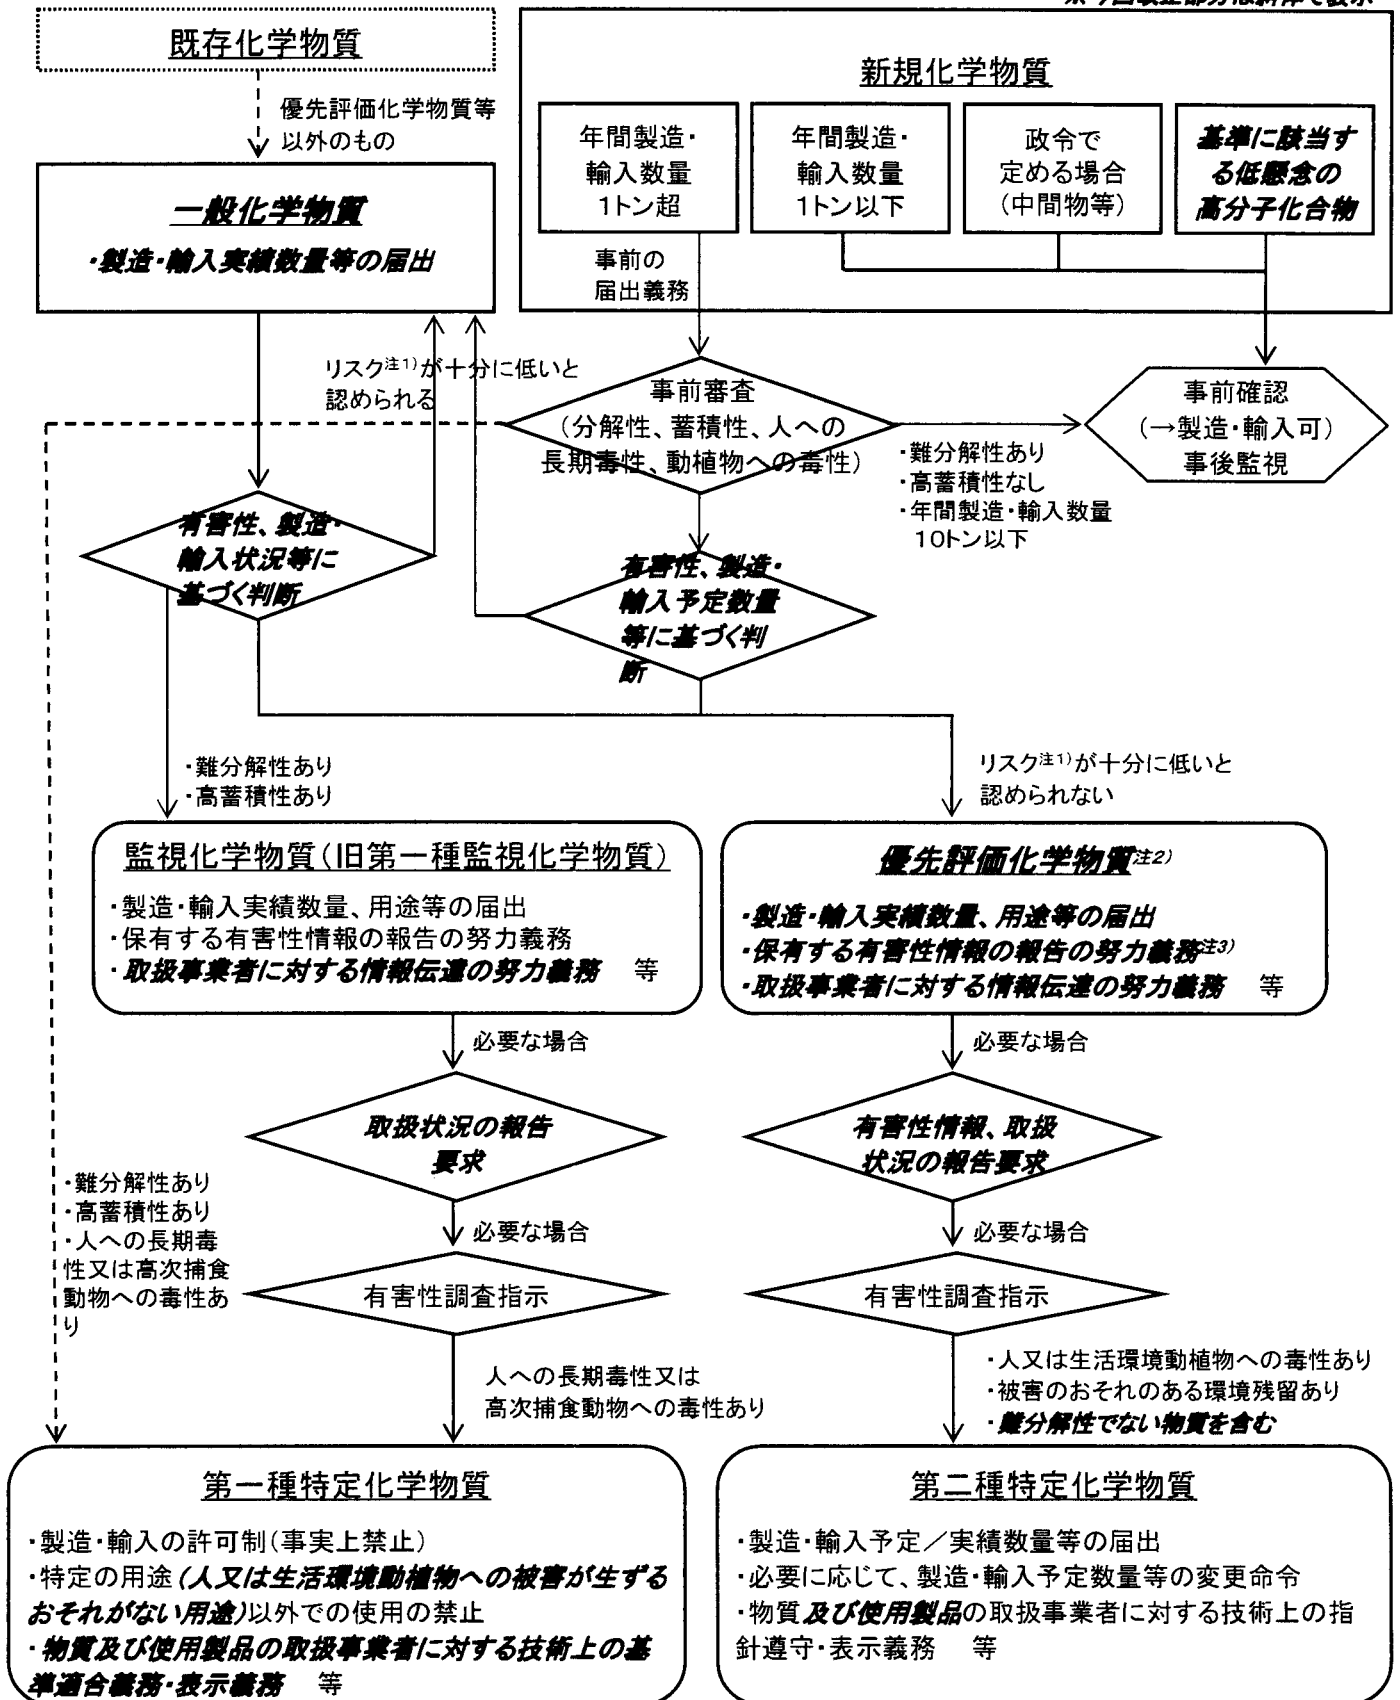 ※今回改正部分は斜体で表示
既存化学物質
新規化学物質
優先評価化学物質等
以外のもの
年間製造・
輸入数量
1トン超
年間製造・
輸入数量
1トン以下
政令で
定める場合
(中間物等)
基準に該当す
る低懸念の
高分子化合物
一般化学物質
・製造・輸入実績数量等の届出
事前の
届出義務
リスク注1)が十分に低いと
認められる
事前審査
(分解性、蓄積性、人への
長期毒性、動植物への毒性)
事前確認
(→製造・輸入可)
事後監視
・難分解性あり
・高蓄積性なし
・年間製造・輸入数量
10トン以下
有害性、製造・
輸入状況等に
基づく判断
有害性、製造・
輸入予定数量
等に基づく判
断
・難分解性あり
・高蓄積性あり
リスク注1)が十分に低いと
認められない
監視化学物質(旧第一種監視化学物質)
・製造・輸入実績数量、用途等の届出
・保有する有害性情報の報告の努力義務
・取扱事業者に対する情報伝達の努力義務 等
優先評価化学物質注2)
・製造・輸入実績数量、用途等の届出
・保有する有害性情報の報告の努力義務注3)
・取扱事業者に対する情報伝達の努力義務 等
必要な場合
必要な場合
取扱状況の報告
要求
有害性情報、取扱
状況の報告要求
・難分解性あり
・高蓄積性あり
・人への長期毒
性又は高次捕食
動物への毒性あ
り
必要な場合
必要な場合
有害性調査指示
有害性調査指示
人への長期毒性又は
高次捕食動物への毒性あり
・人又は生活環境動植物への毒性あり
・被害のおそれのある環境残留あり
・難分解性でない物質を含む
第一種特定化学物質
・製造・輸入の許可制(事実上禁止)
・特定の用途(人又は生活環境動植物への被害が生ずる
おそれがない用途)以外での使用の禁止
・物質及び使用製品の取扱事業者に対する技術上の基
準適合義務・表示義務 等
第二種特定化学物質
・製造・輸入予定/実績数量等の届出
・必要に応じて、製造・輸入予定数量等の変更命令
・物質及び使用製品の取扱事業者に対する技術上の指
針遵守・表示義務 等